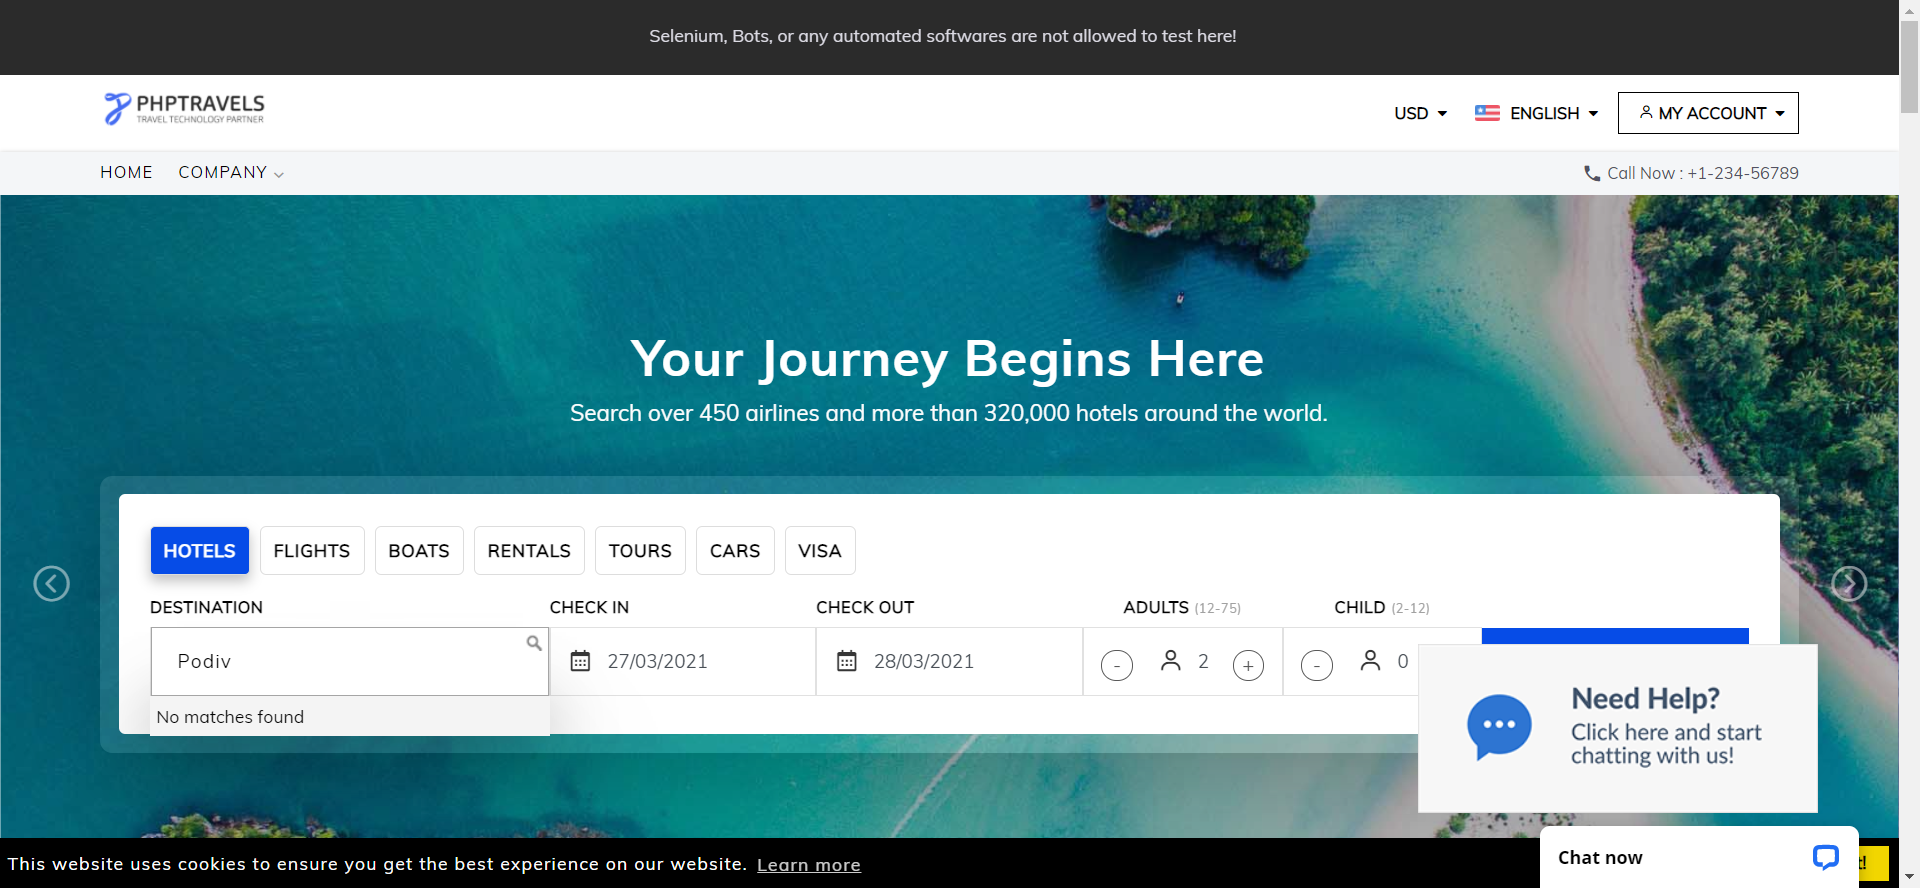 Selenium, Bots, or any automated softwares are not allowed to test here!
PHPTRAVELS
TRAVEL TECHNOLOGY PARTNER
USD
ENGLISH
MY ACCOUNT
HOME
COMPANY
Call Now : +1-234-56789
Your Journey Begins Here
Search over 450 airlines and more than 320,000 hotels around the world.
HOTELS
FLIGHTS
BOATS
RENTALS
TOURS
CARS
VISA
DESTINATION
CHECK IN
CHECK OUT
ADULTS (12-75)
CHILD (2-12)
Podiv
27/03/2021
28/03/2021
- 2 +
- 0
No matches found
Need Help?
Click here and start
chatting with us!
This website uses cookies to ensure you get the best experience on our website. Learn more
Chat now